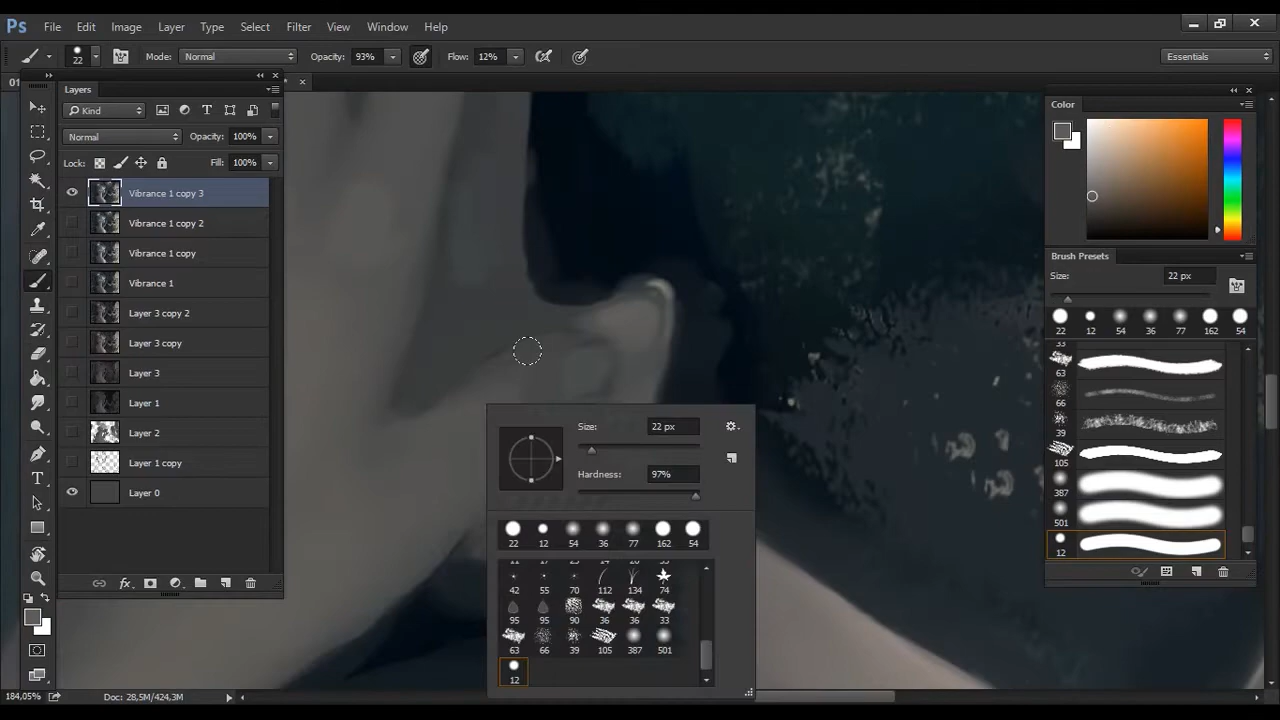 Ps File Edit Image Layer Type Select Filter View Window Help
22 Mode: Normal Opacity: 93% Flow: 12% Essentials
01
Layers
Kind
Normal Opacity: 100%
Lock: Fill: 100%
Vibrance 1 copy 3
Vibrance 1 copy 2
Vibrance 1 copy
Vibrance 1
Layer 3 copy 2
Layer 3 copy
Layer 3
Layer 1
Layer 2
Layer 1 copy
Layer 0
fx
Size: 22 px
Hardness: 97%
22 12 54 36 77 162 54
42 55 70 112 134 74
95 95 90 36 36 33
63 66 39 105 387 501
12
Color
Brush Presets
Size: 22 px
22 12 54 36 77 162 54
33
63
66
39
105
387
501
12
184,05% Doc: 28,5M/424,3M